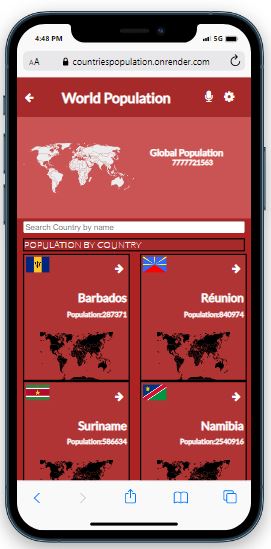 4:48 PM
5G
AA countriespopulation.onrender.com
World Population
Global Population
7777721563
Search Country by name
POPULATION BY COUNTRY
Barbados
Population:287371
Réunion
Population:840974
Suriname
Population:586634
Namibia
Population:2540916